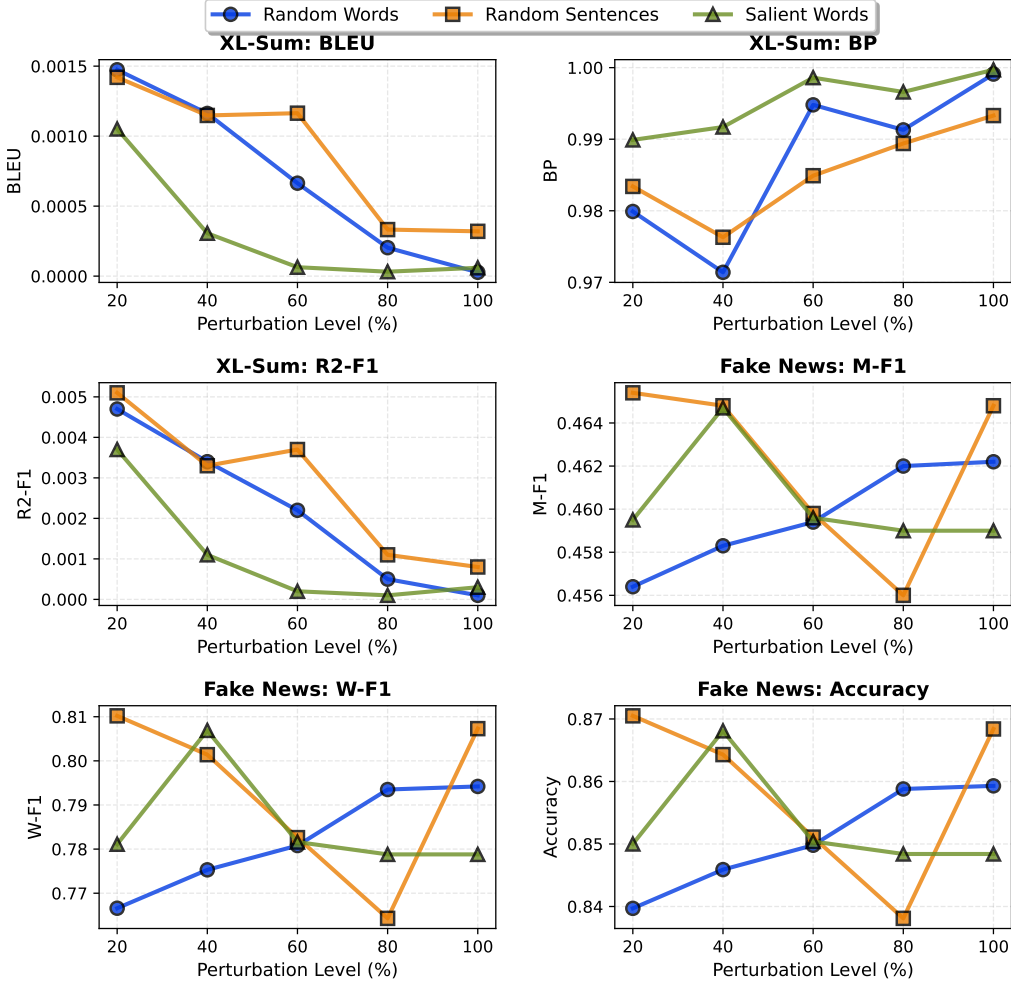 Random Words Random Sentences Salient Words
XL-Sum: BLEU
0.0015
0.0010
0.0005
0.0000
BLEU
20 40 60 80 100
Perturbation Level (%)
XL-Sum: BP
1.00
0.99
0.98
0.97
BP
20 40 60 80 100
Perturbation Level (%)
XL-Sum: R2-F1
0.005
0.004
0.003
0.002
0.001
0.000
R2-F1
20 40 60 80 100
Perturbation Level (%)
Fake News: M-F1
0.464
0.462
0.460
0.458
0.456
M-F1
20 40 60 80 100
Perturbation Level (%)
Fake News: W-F1
0.81
0.80
0.79
0.78
0.77
W-F1
20 40 60 80 100
Perturbation Level (%)
Fake News: Accuracy
0.87
0.86
0.85
0.84
Accuracy
20 40 60 80 100
Perturbation Level (%)